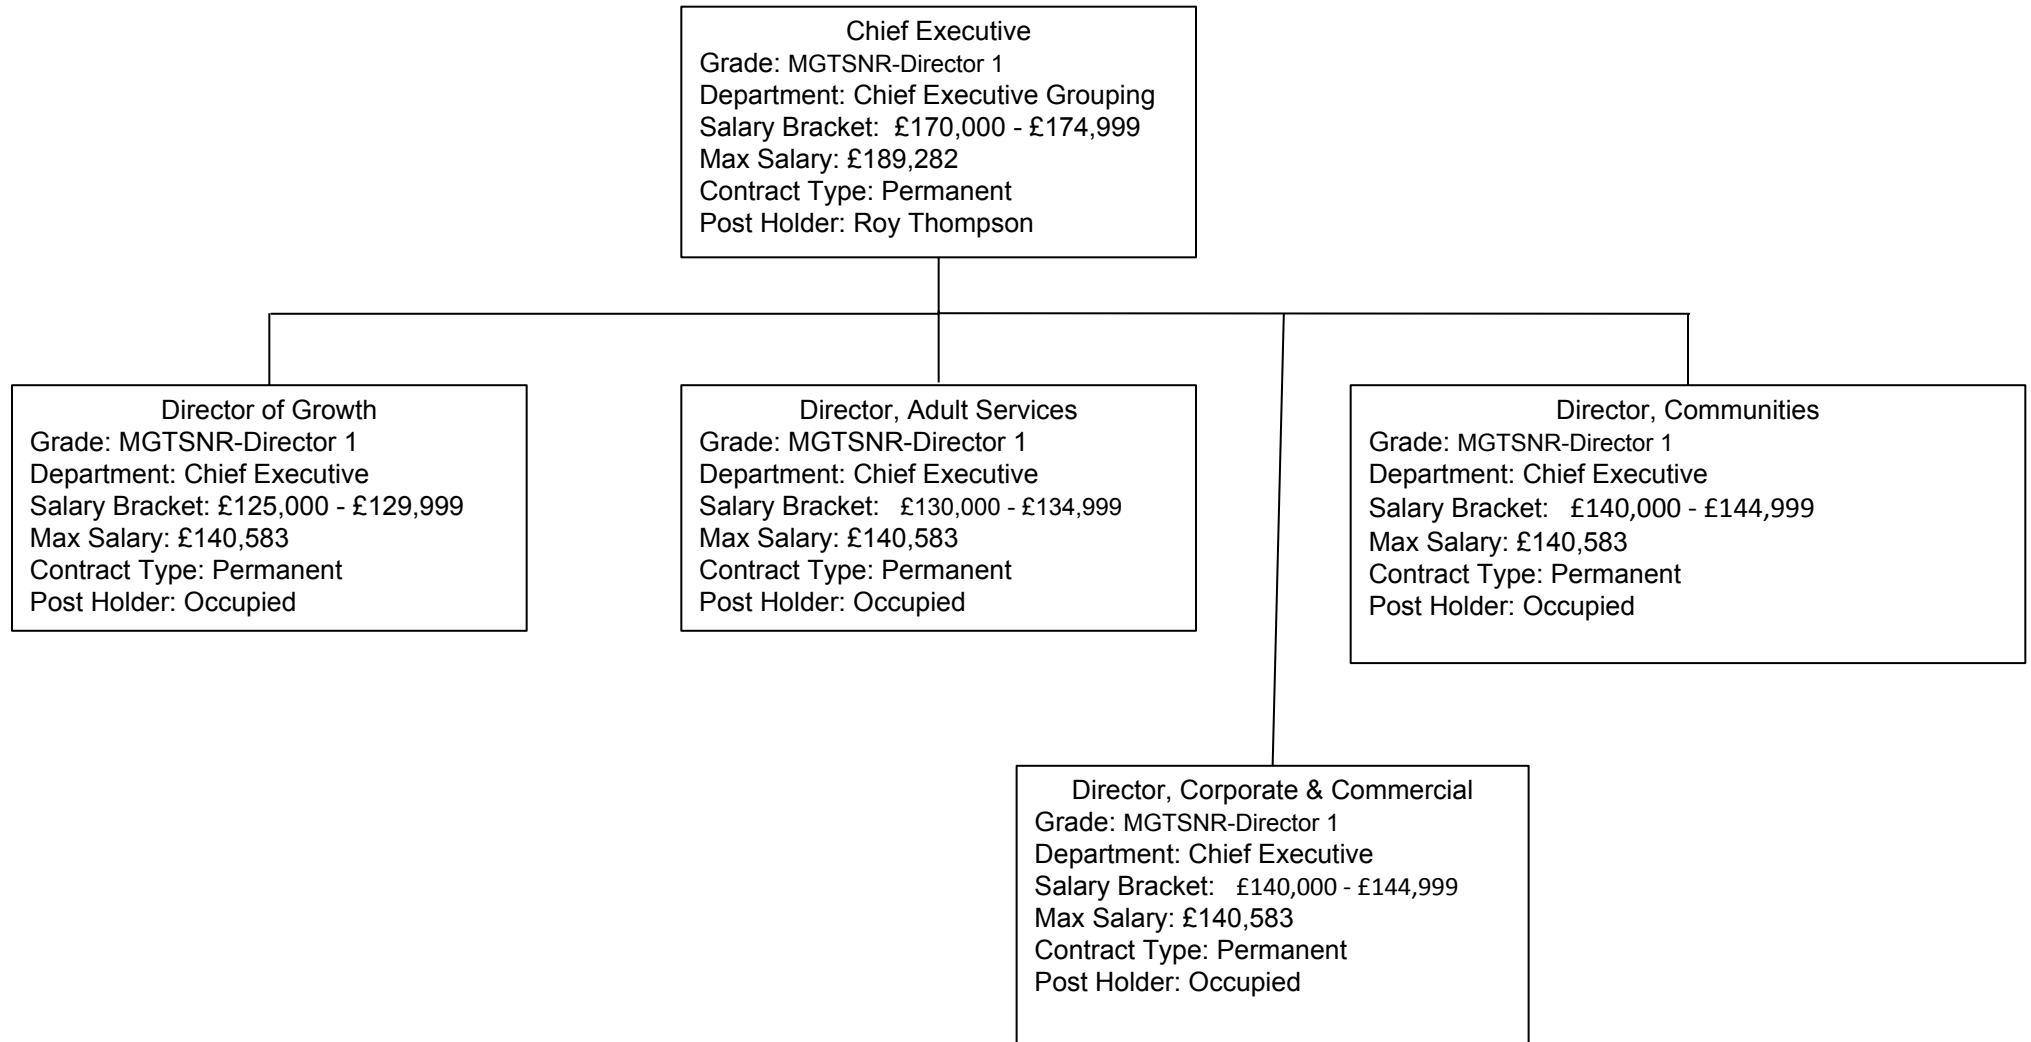 Chief Executive
Grade: MGTSNR-Director 1
Department: Chief Executive Grouping
Salary Bracket: £170,000 - £174,999
Max Salary: £189,282
Contract Type: Permanent
Post Holder: Roy Thompson
Director of Growth
Grade: MGTSNR-Director 1
Department: Chief Executive
Salary Bracket: £125,000 - £129,999
Max Salary: £140,583
Contract Type: Permanent
Post Holder: Occupied
Director, Adult Services
Grade: MGTSNR-Director 1
Department: Chief Executive
Salary Bracket: £130,000 - £134,999
Max Salary: £140,583
Contract Type: Permanent
Post Holder: Occupied
Director, Communities
Grade: MGTSNR-Director 1
Department: Chief Executive
Salary Bracket: £140,000 - £144,999
Max Salary: £140,583
Contract Type: Permanent
Post Holder: Occupied
Director, Corporate & Commercial
Grade: MGTSNR-Director 1
Department: Chief Executive
Salary Bracket: £140,000 - £144,999
Max Salary: £140,583
Contract Type: Permanent
Post Holder: Occupied